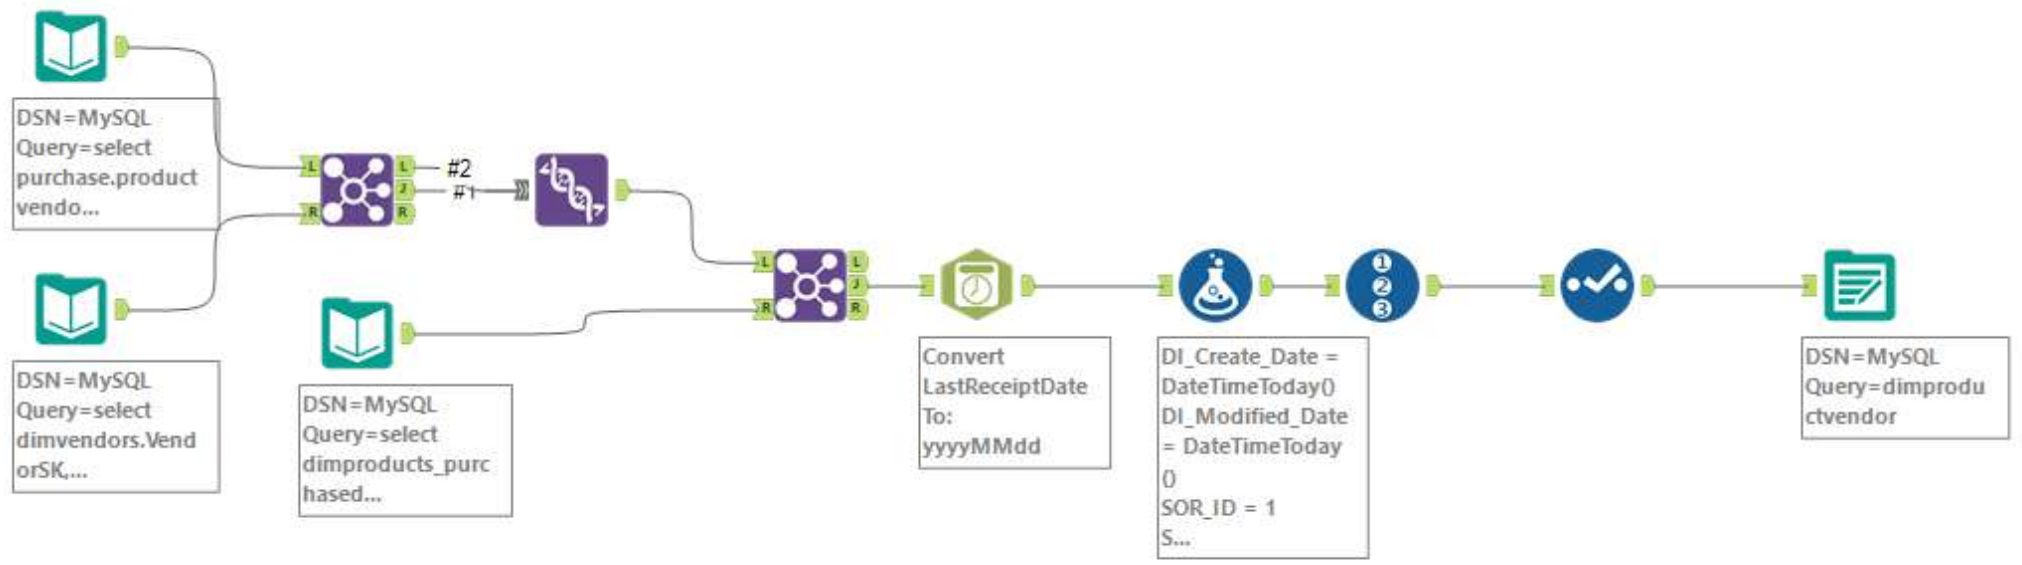 DSN=MySQL
Query=select
purchase.product
vendo...
L
R
L
J
R
#2
#1
DSN=MySQL
Query=select
dimvendors.Vend
orSK,...
DSN=MySQL
Query=select
dimproducts_purc
hased...
L
R
L
J
R
Convert
LastReceiptDate
To:
yyyyMMdd
DI_Create_Date =
DateTimeToday()
DI_Modified_Date
= DateTimeToday
()
SOR_ID = 1
S...
1
2
3
DSN=MySQL
Query=dimprodu
ctvendor